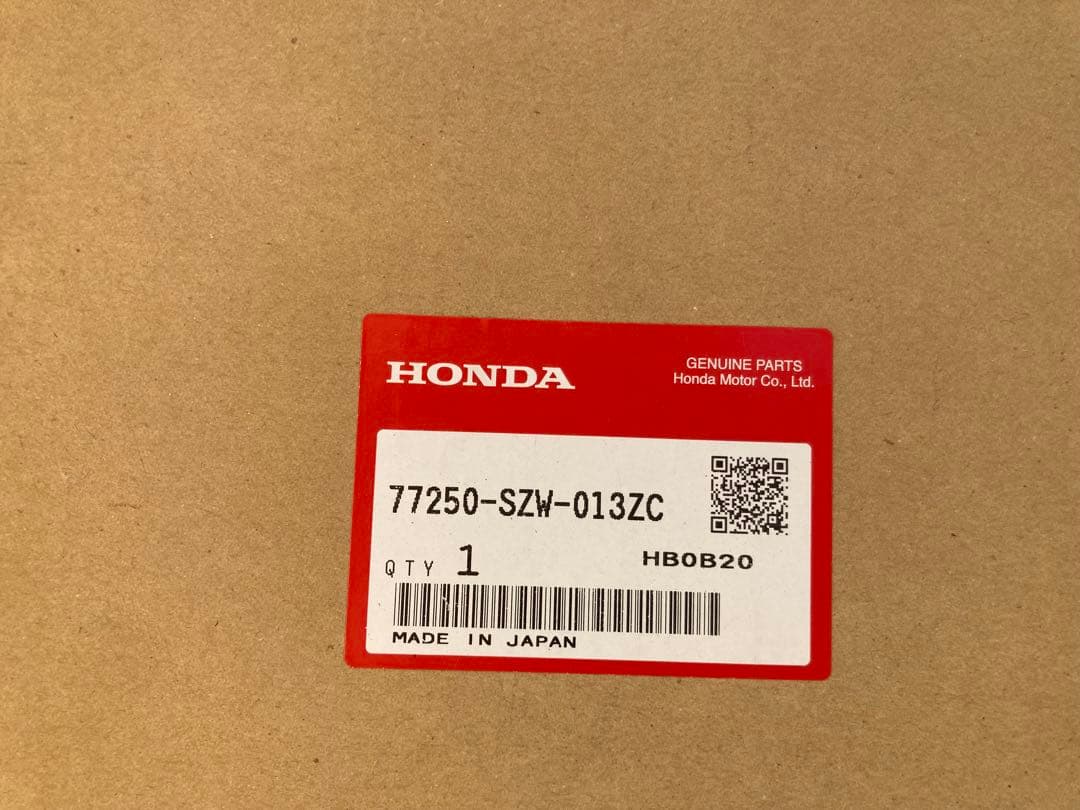 HONDA
GENUINE PARTS
Honda Motor Co., Ltd.
77250-SZW-013ZC
QTY 1
HB0B20
MADE IN JAPAN